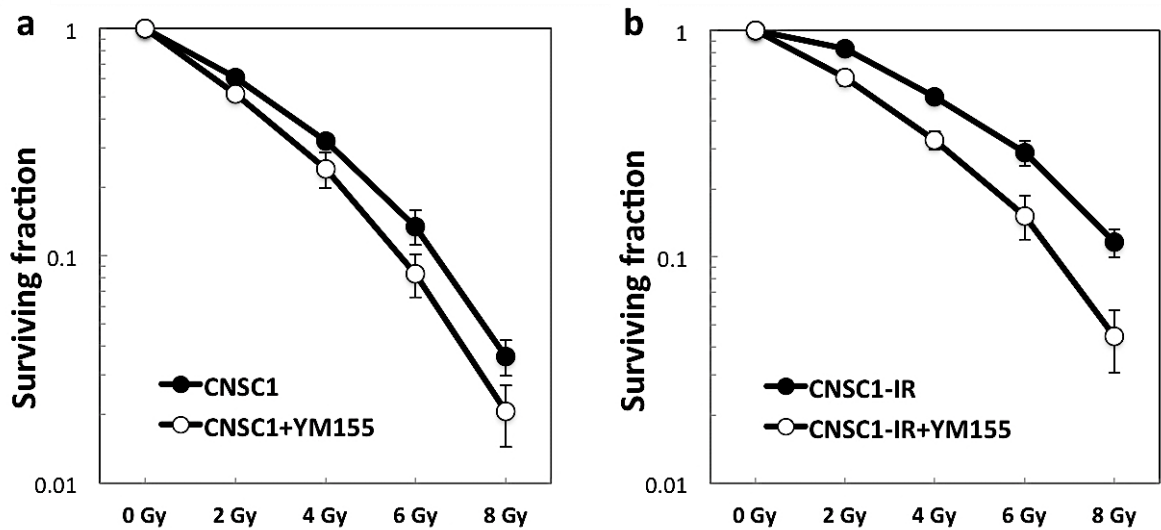 a
1
0.1
0.01
Surviving fraction
CNSC1
CNSC1+YM155
0 Gy 2 Gy 4 Gy 6 Gy 8 Gy
b
1
0.1
0.01
Surviving fraction
CNSC1-IR
CNSC1-IR+YM155
0 Gy 2 Gy 4 Gy 6 Gy 8 Gy